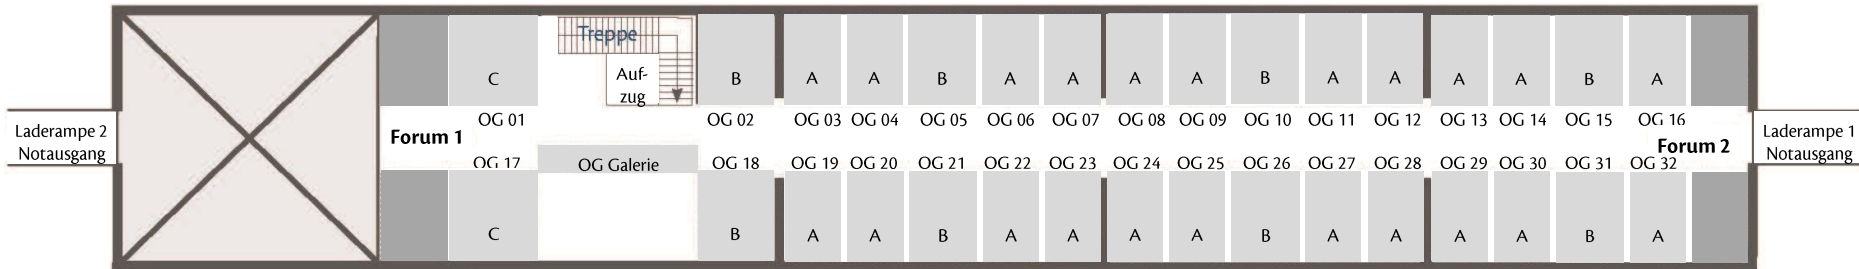 Treppe
Auf-
zug
C B A A B A A A A B A A A A B A
OG 01 OG 02 OG 03 OG 04 OG 05 OG 06 OG 07 OG 08 OG 09 OG 10 OG 11 OG 12 OG 13 OG 14 OG 15 OG 16
Laderampe 2
Notausgang
Forum 1
Forum 2
Laderampe 1
Notausgang
OG 17 OG Galerie OG 18 OG 19 OG 20 OG 21 OG 22 OG 23 OG 24 OG 25 OG 26 OG 27 OG 28 OG 29 OG 30 OG 31 OG 32
C B A A B A A A A B A A A A B A